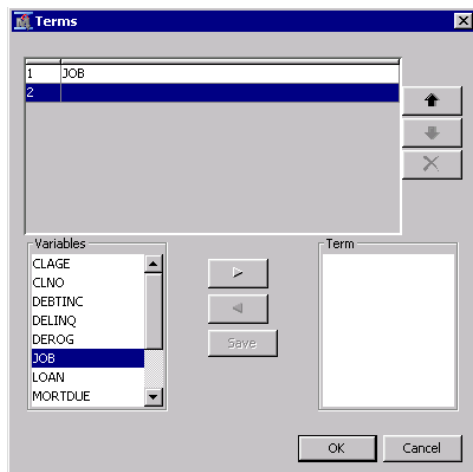 Terms
1 JOB
2
Variables
CLAGE
CLNO
DEBTINC
DELINQ
DEROG
JOB
LOAN
MORTDUE
Save
Term
OK Cancel